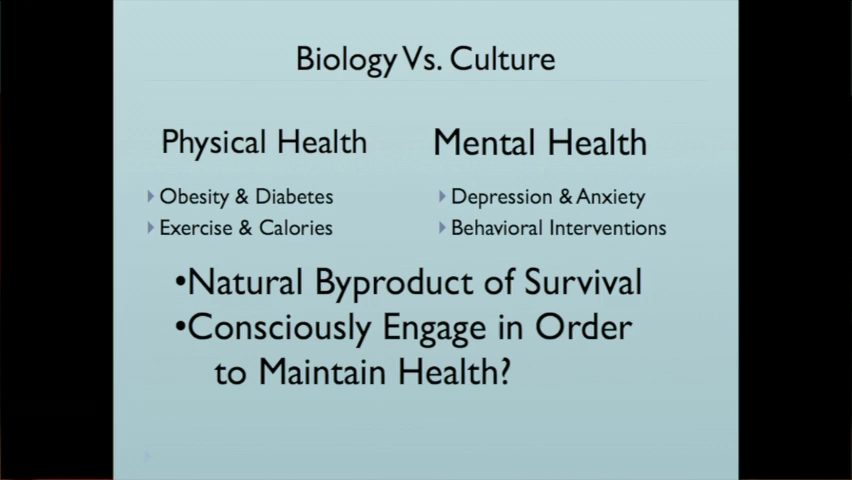 Biology Vs. Culture
Physical Health
Obesity & Diabetes
Exercise & Calories
Mental Health
Depression & Anxiety
Behavioral Interventions
•Natural Byproduct of Survival
•Consciously Engage in Order
to Maintain Health?